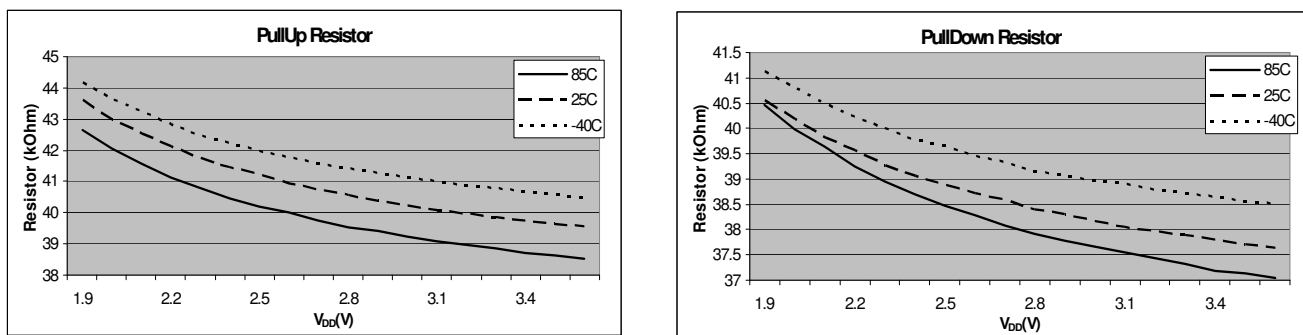 PullUp Resistor
45
44
43
42
41
40
39
38
Resistor (kOhm)
1.9
2.2
2.5
2.8
3.1
3.4
VDD(V)
85C
25C
-40C
PullDown Resistor
41.5
41
40.5
40
39.5
39
38.5
38
37.5
37
Resistor (kOhm)
1.9
2.2
2.5
2.8
3.1
3.4
VDD(V)
85C
25C
-40C